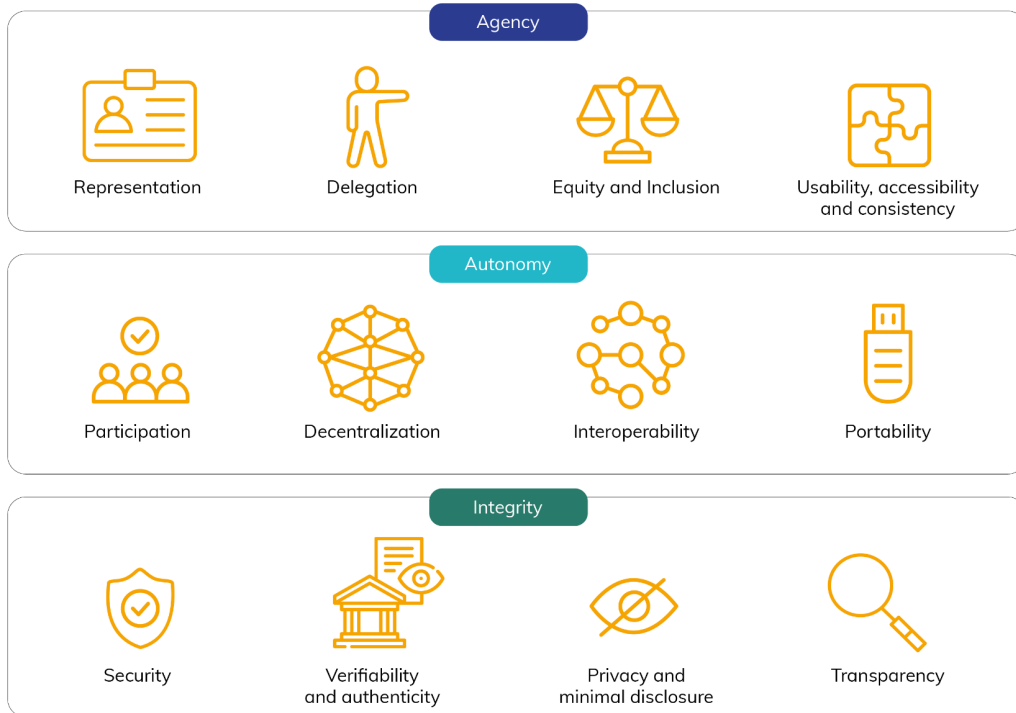 Agency
Representation
Delegation
Equity and Inclusion
Usability, accessibility
and consistency
Autonomy
Participation
Decentralization
Interoperability
Portability
Integrity
Security
Verifiability
and authenticity
Privacy and
minimal disclosure
Transparency